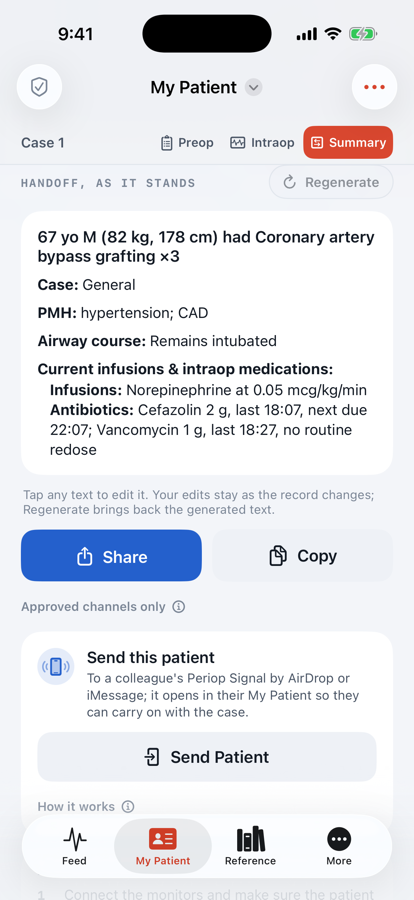 9:41
My Patient
Case 1
Preop
Intraop
Summary
HANDOFF, AS IT STANDS
Regenerate
67 yo M (82 kg, 178 cm) had Coronary artery
bypass grafting ×3
Case: General
PMH: hypertension; CAD
Airway course: Remains intubated
Current infusions & intraop medications:
Infusions: Norepinephrine at 0.05 mcg/kg/min
Antibiotics: Cefazolin 2 g, last 18:07, next due
22:07; Vancomycin 1 g, last 18:27, no routine
redose
Tap any text to edit it. Your edits stay as the record changes;
Regenerate brings back the generated text.
Share
Copy
Approved channels only
Send this patient
To a colleague's Periop Signal by AirDrop or
iMessage; it opens in their My Patient so they
can carry on with the case.
Send Patient
How it works
Feed
My Patient
Reference
More
1 Connect the monitors and make sure the patient